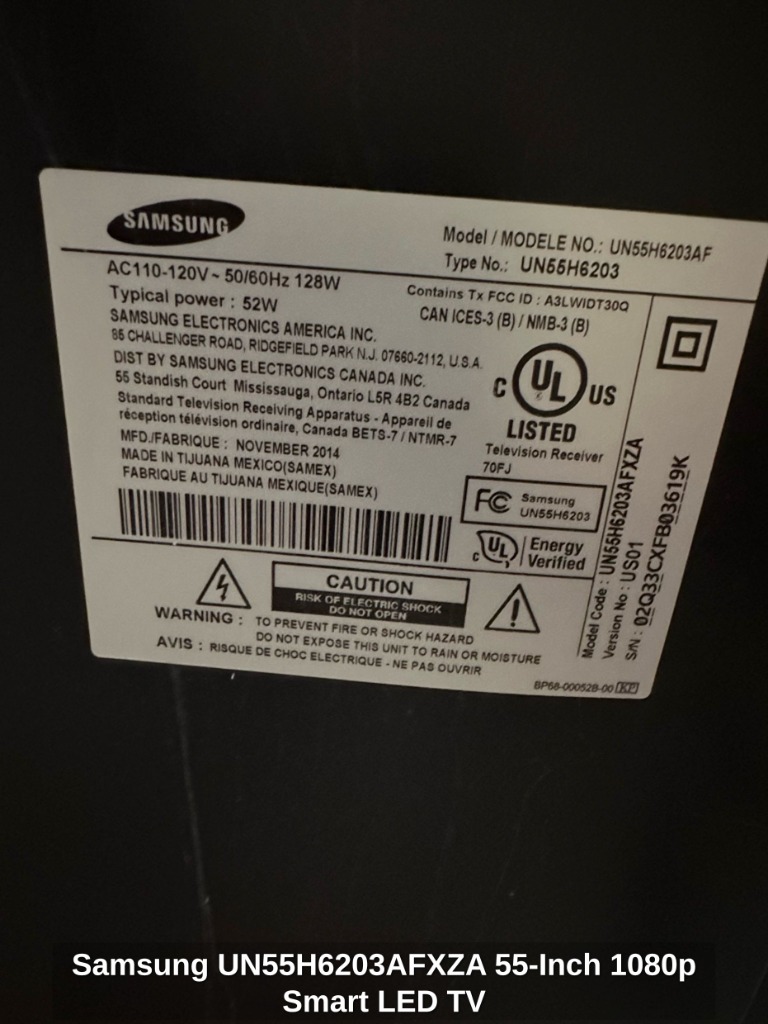 SAMSUNG
Model / MODELE NO.: UN55H6203AF
Type No.: UN55H6203
AC110-120V~ 50/60Hz 128W
Typical power : 52W
SAMSUNG ELECTRONICS AMERICA INC.
85 CHALLENGER ROAD, RIDGEFIELD PARK N.J. 07660-2112, U.S.A.
DIST BY SAMSUNG ELECTRONICS CANADA INC.
55 Standish Court Mississauga, Ontario L5R 4B2 Canada
Standard Television Receiving Apparatus - Appareil de
réception télévision ordinaire, Canada BETS-7 / NTMR-7
MFD./FABRIQUE : NOVEMBER 2014
MADE IN TIJUANA MEXICO(SAMEX)
FABRIQUE AU TIJUANA MEXIQUE(SAMEX)
Contains Tx FCC ID : A3LWIDT30Q
CAN ICES-3 (B) / NMB-3 (B)
C UL US
LISTED
Television Receiver
70FJ
FC Samsung
UN55H6203
C UL Energy
Verified
Model Code : UN55H6203AFXZA
Version No : US01
S/N : 02Q33CXFB03619K
CAUTION
RISK OF ELECTRIC SHOCK
DO NOT OPEN
WARNING : TO PREVENT FIRE OR SHOCK HAZARD
DO NOT EXPOSE THIS UNIT TO RAIN OR MOISTURE
AVIS : RISQUE DE CHOC ELECTRIQUE - NE PAS OUVRIR
BP68-00052B-00 KP
Samsung UN55H6203AFXZA 55-Inch 1080p
Smart LED TV